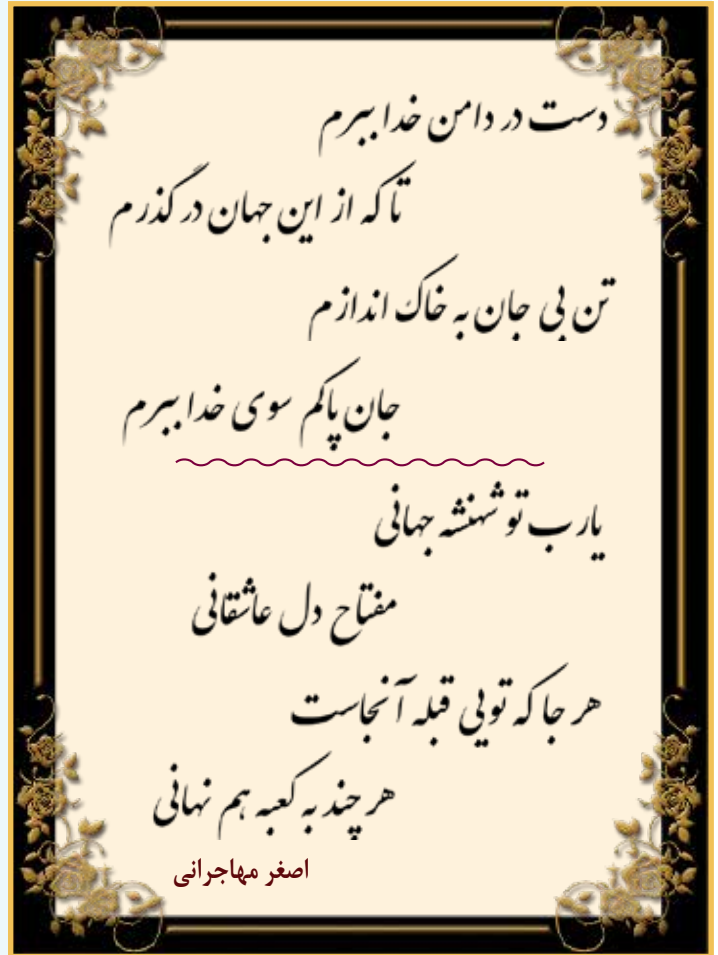 دست در دامن خدا ببرم
تا که از این جهان در گذرم
تن بی جان به خاک اندازم
جان پاکم سوی خدا ببرم
یارب تو شهنشه جهانی
مفتاح دل عاشقانی
هر جا که تویی قبله آنجاست
هر چند به کعبه هم نهانی
اصغر مهاجرانی